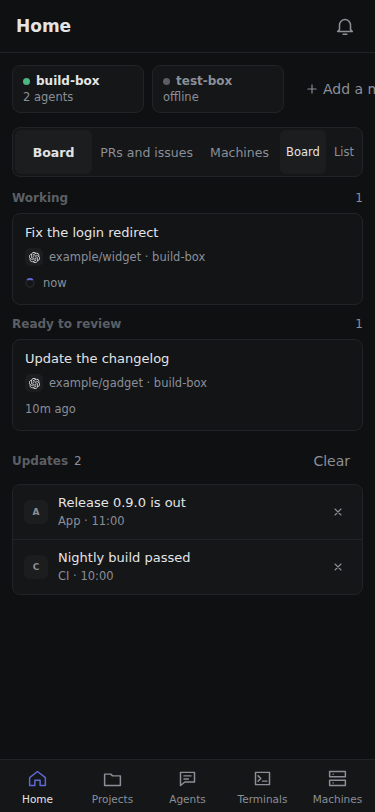 Home
build-box
2 agents
test-box
offline
+ Add a m
Board
PRs and issues
Machines
Board
List
Working 1
Fix the login redirect
example/widget · build-box
now
Ready to review 1
Update the changelog
example/gadget · build-box
10m ago
Updates 2
Clear
A
Release 0.9.0 is out
App · 11:00
C
Nightly build passed
CI · 10:00
Home
Projects
Agents
Terminals
Machines